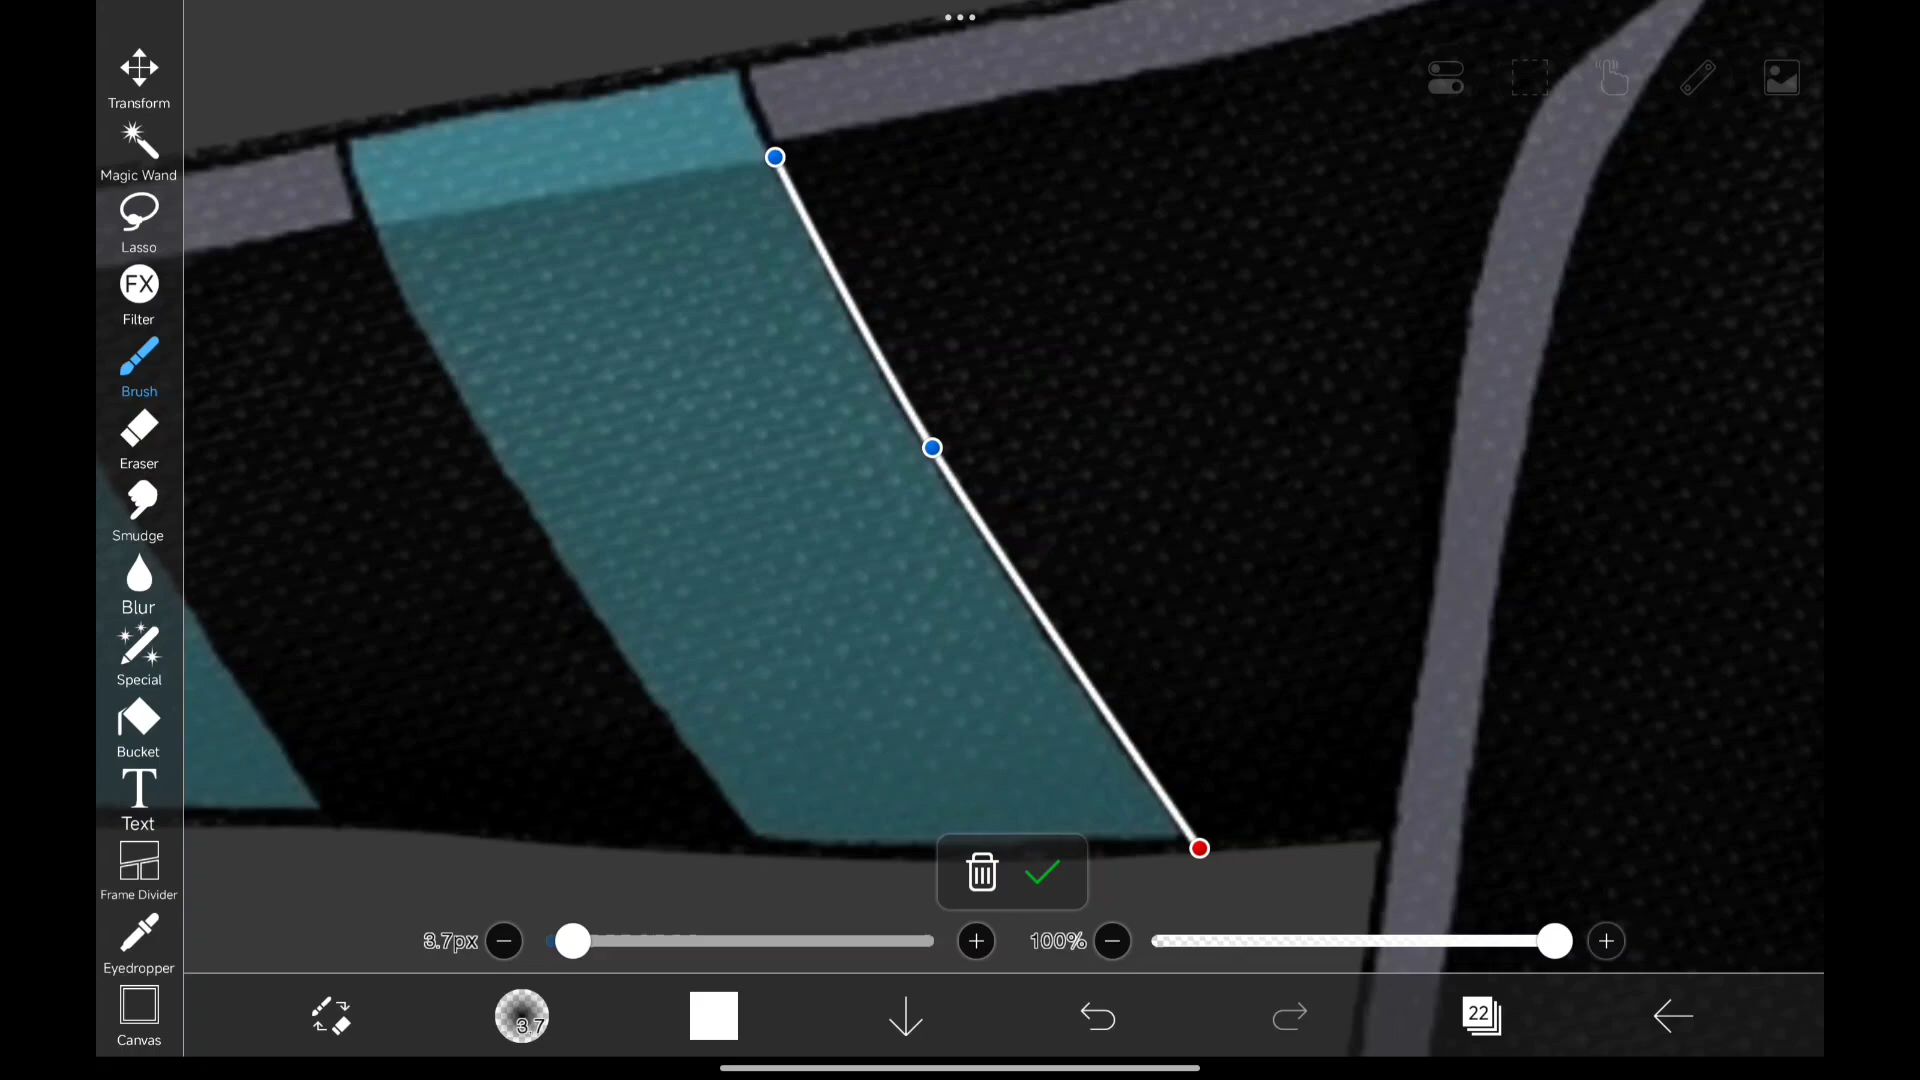 Transform
Magic Wand
Lasso
FX
Filter
Brush
Eraser
Smudge
Blur
Special
Bucket
T
Text
Frame Divider
Eyedropper
Canvas
3.7px
100%
3.7
22